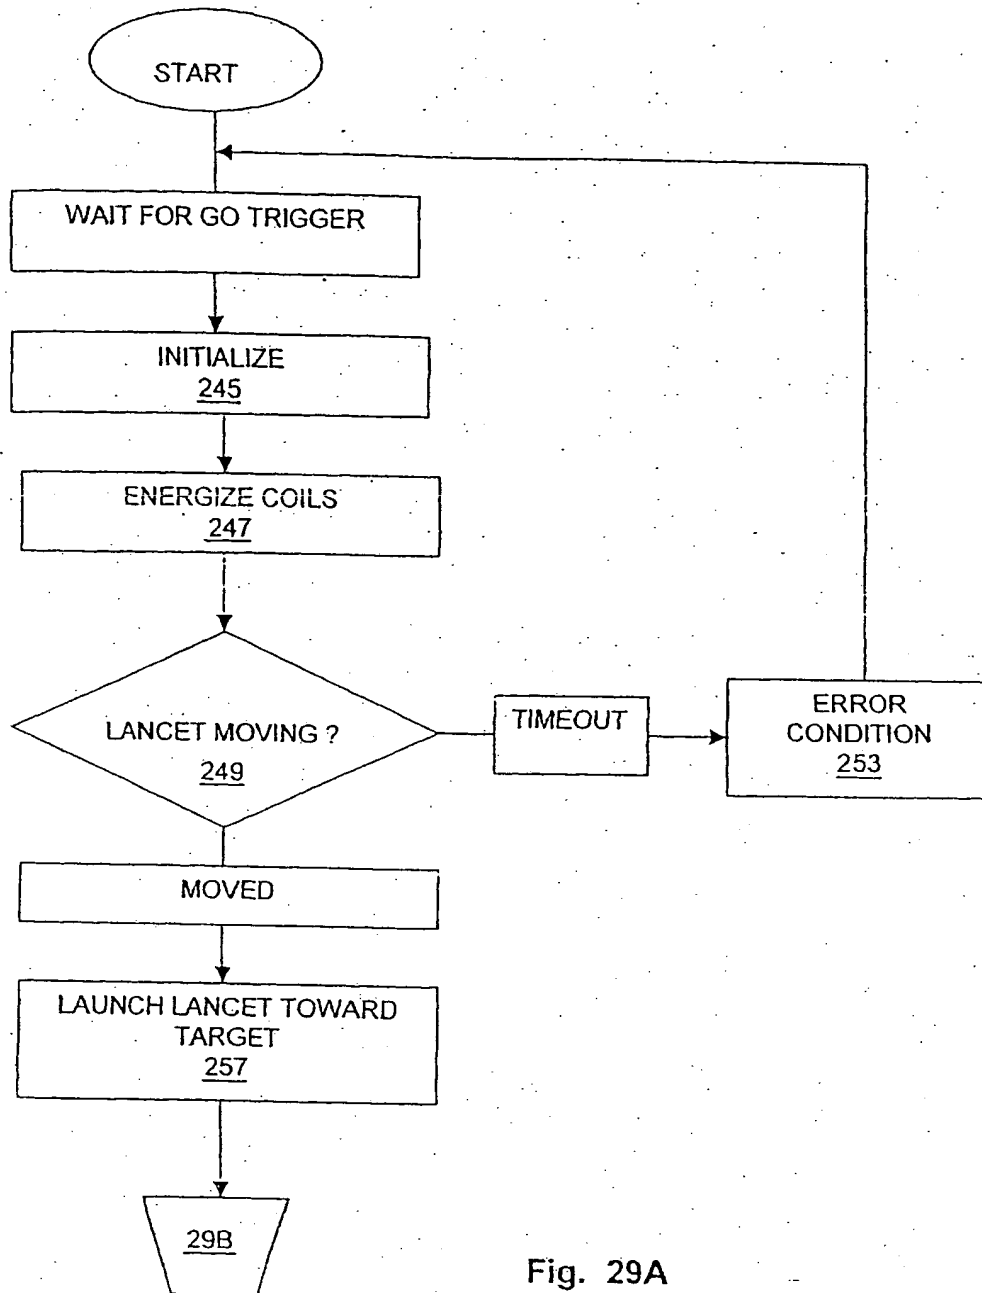 START
WAIT FOR GO TRIGGER
INITIALIZE
245
ENERGIZE COILS
247
LANCET MOVING ?
249
TIMEOUT
ERROR
CONDITION
253
MOVED
LAUNCH LANCET TOWARD
TARGET
257
29B
Fig. 29A